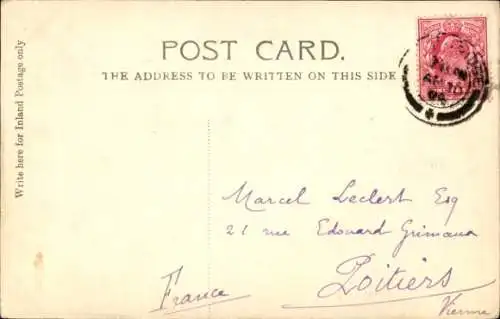 POST CARD.
THE ADDRESS TO BE WRITTEN ON THIS SIDE
Write here for Inland Postage only
Marcel Leclert Esq
21 rue Edouard Grimaux
Poitiers
France
Vienne